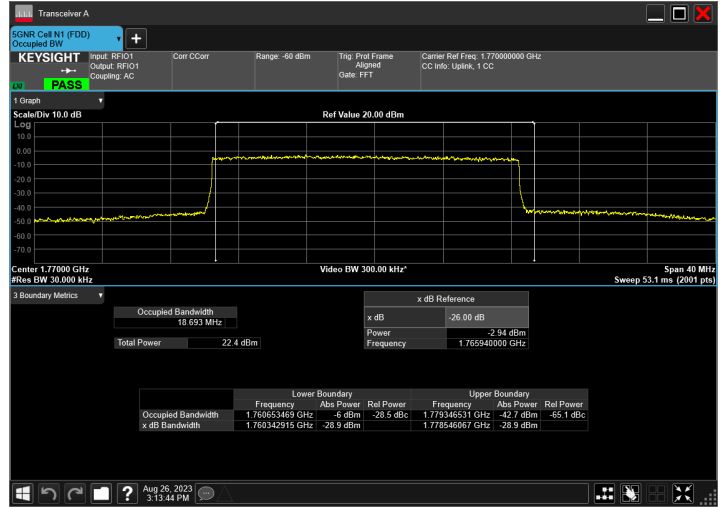 Transceiver A
5GNR Cell N1 (FDD)
Occupied BW
KEYSIGHT
LXI
PASS
Input: RFIO1
Output: RFIO1
Coupling: AC
Corr CCorr
Range: -60 dBm
Trig: Prot Frame
Aligned
Gate: FFT
Carrier Ref Freq: 1.770000000 GHz
CC Info: Uplink, 1 CC
1 Graph
Scale/Div 10.0 dB
Ref Value 20.00 dBm
Log
10.0
0.00
-10.0
-20.0
-30.0
-40.0
-50.0
-60.0
-70.0
Center 1.77000 GHz
Video BW 300.00 kHz*
Span 40 MHz
#Res BW 30.000 kHz
Sweep 53.1 ms (2001 pts)
3 Boundary Metrics
Occupied Bandwidth
18.693 MHz
Total Power 22.4 dBm
x dB Reference
x dB -26.00 dB
Power -2.94 dBm
Frequency 1.765940000 GHz
Lower Boundary Upper Boundary
Frequency Abs Power Rel Power Frequency Abs Power Rel Power
Occupied Bandwidth 1.760653469 GHz -6 dBm -28.5 dBc 1.779346531 GHz -42.7 dBm -65.1 dBc
x dB Bandwidth 1.760342915 GHz -28.9 dBm 1.778546067 GHz -28.9 dBm
Aug 26, 2023
3:13:44 PM